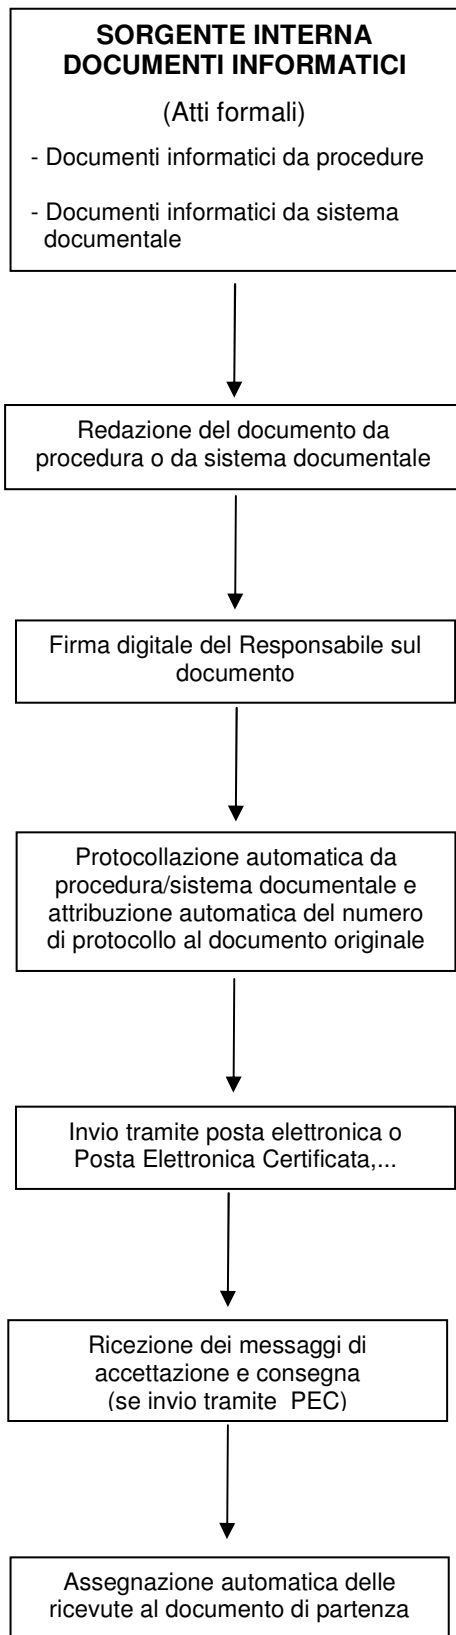 SORGENTE INTERNA
DOCUMENTI INFORMATICI
(Atti formali)
- Documenti informatici da procedure
- Documenti informatici da sistema
documentale
Redazione del documento da
procedura o da sistema documentale
Firma digitale del Responsabile sul
documento
Protocollazione automatica da
procedura/sistema documentale e
attribuzione automatica del numero
di protocollo al documento originale
Invio tramite posta elettronica o
Posta Elettronica Certificata,...
Ricezione dei messaggi di
accettazione e consegna
(se invio tramite PEC)
Assegnazione automatica delle
ricevute al documento di partenza